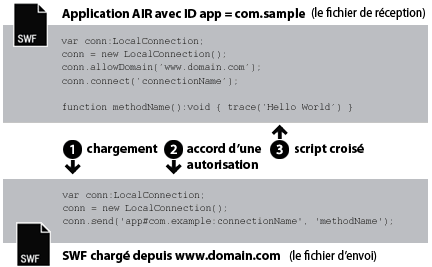 Application AIR avec ID app = com.sample (le fichier de réception)
SWF
var conn:LocalConnection;
conn = new LocalConnection();
conn.allowDomain('www.domain.com');
conn.connect('connectionName');
function methodName():void { trace('Hello World') }
1 chargement 2 accord d'une autorisation 3 script croisé
var conn:LocalConnection;
conn = new LocalConnection();
conn.send('app#com.example:connectionName', 'methodName');
SWF
SWF chargé depuis www.domain.com (le fichier d'envoi)